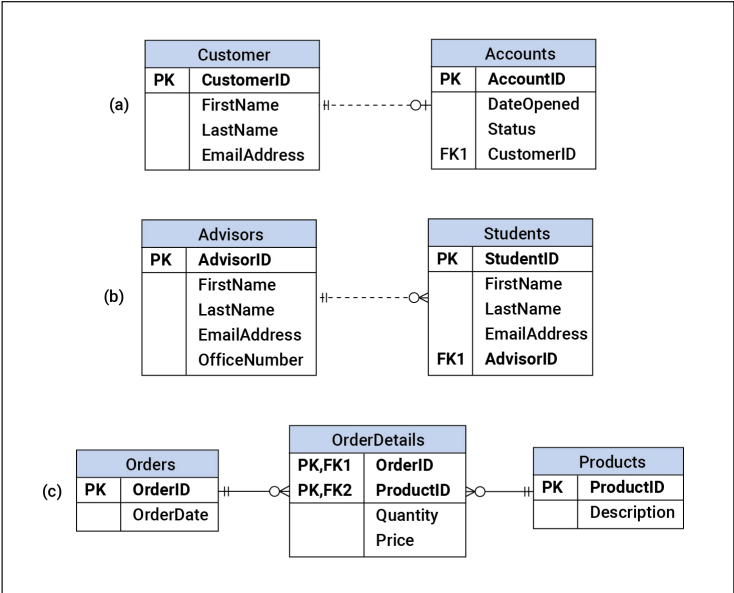 (a)
Customer
PK CustomerID
FirstName
LastName
EmailAddress
Accounts
PK AccountID
DateOpened
Status
FK1 CustomerID
(b)
Advisors
PK AdvisorID
FirstName
LastName
EmailAddress
OfficeNumber
Students
PK StudentID
FirstName
LastName
EmailAddress
FK1 AdvisorID
(c)
Orders
PK OrderID
OrderDate
OrderDetails
PK,FK1 OrderID
PK,FK2 ProductID
Quantity
Price
Products
PK ProductID
Description